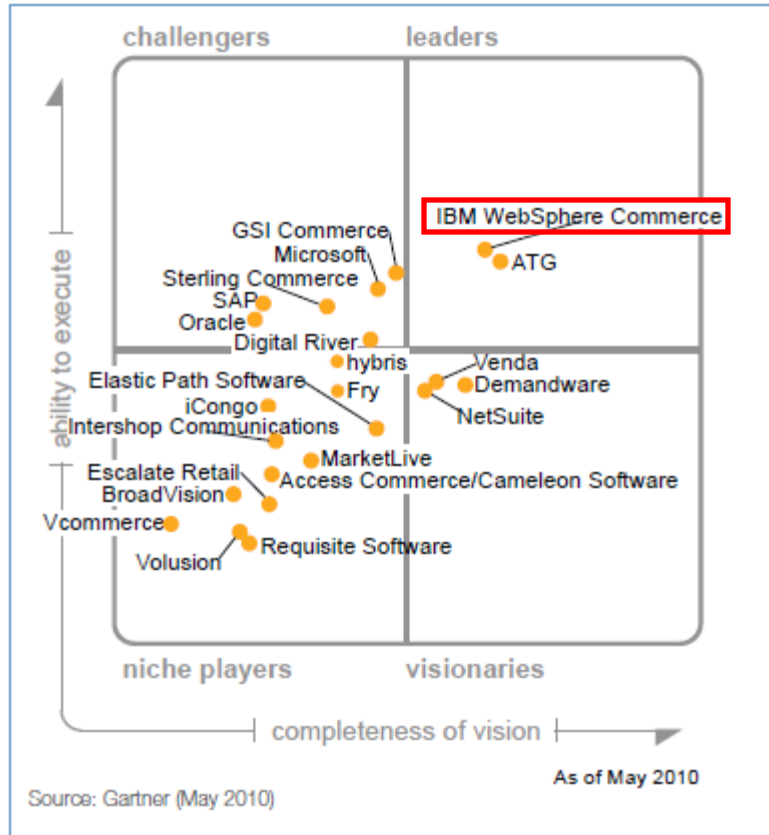 challengers
leaders
IBM WebSphere Commerce
GSI Commerce
Microsoft
ATG
Sterling Commerce
SAP
Oracle
Digital River
hybris
Venda
Elastic Path Software
Fry
Demandware
iCongo
NetSuite
Intershop Communications
MarketLive
Escalate Retail
Access Commerce/Cameleon Software
BroadVision
Vcommerce
Requisite Software
Volusion
niche players
visionaries
ability to execute
completeness of vision
As of May 2010
Source: Gartner (May 2010)